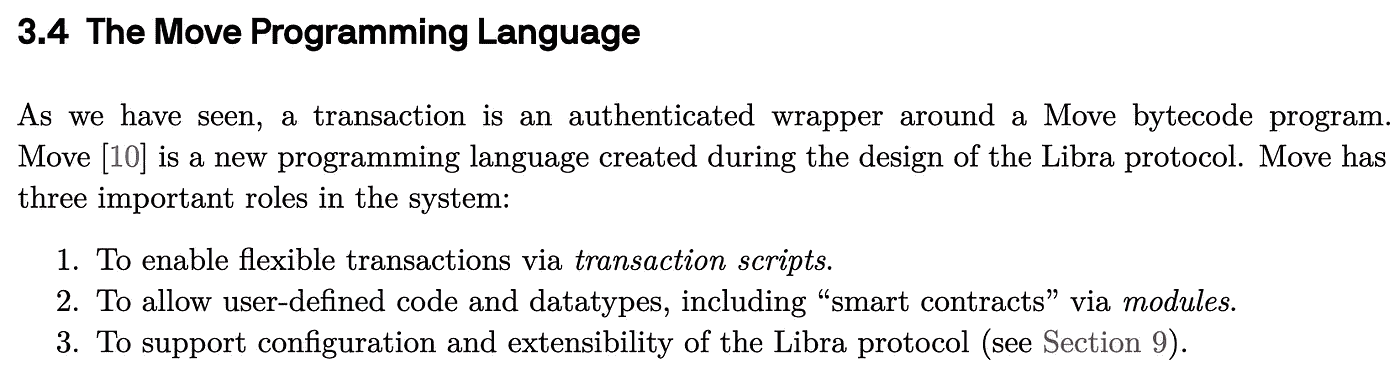 3.4 The Move Programming Language
As we have seen, a transaction is an authenticated wrapper around a Move bytecode program.
Move [10] is a new programming language created during the design of the Libra protocol. Move has
three important roles in the system:
1. To enable flexible transactions via transaction scripts.
2. To allow user-defined code and datatypes, including “smart contracts” via modules.
3. To support configuration and extensibility of the Libra protocol (see Section 9).